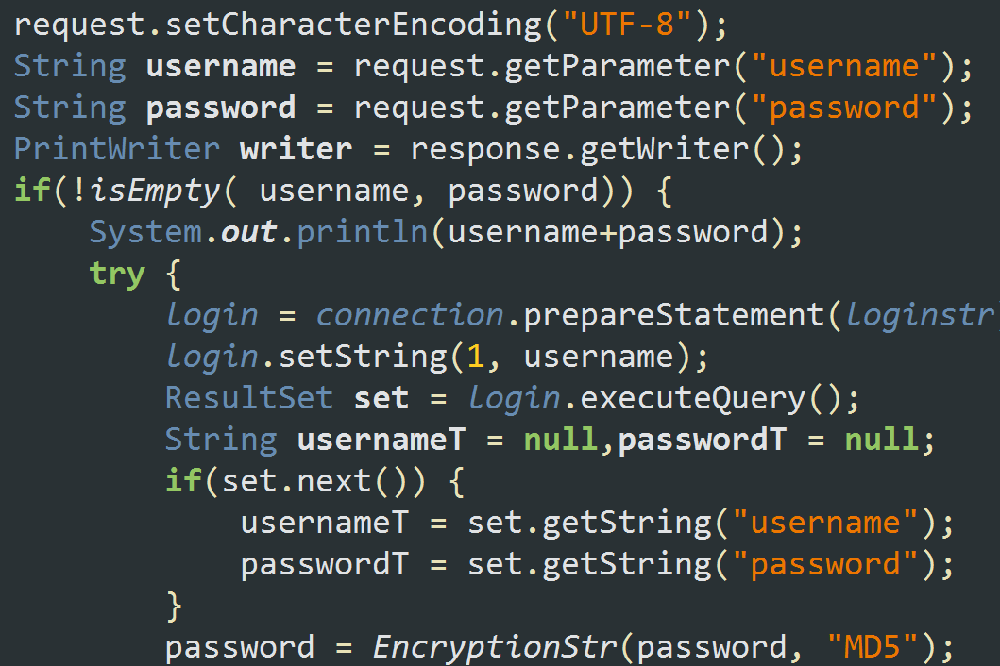 request.setCharacterEncoding("UTF-8");
String username = request.getParameter("username");
String password = request.getParameter("password");
PrintWriter writer = response.getWriter();
if(!isEmpty( username, password)) {
    System.out.println(username+password);
    try {
        login = connection.prepareStatement(loginstr
        login.setString(1, username);
        ResultSet set = login.executeQuery();
        String usernameT = null,passwordT = null;
        if(set.next()) {
            usernameT = set.getString("username");
            passwordT = set.getString("password");
        }
        password = EncryptionStr(password, "MD5");